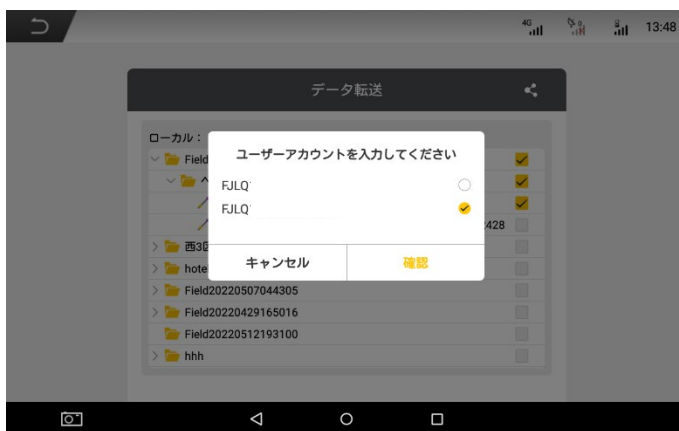 4G
13:48
データ転送
ローカル：
Field
ユーザーアカウントを入力してください
FJLQ
FJLQ
428
西3区
hote
キャンセル
確認
Field20220507044305
Field20220429165016
Field20220512193100
hhh